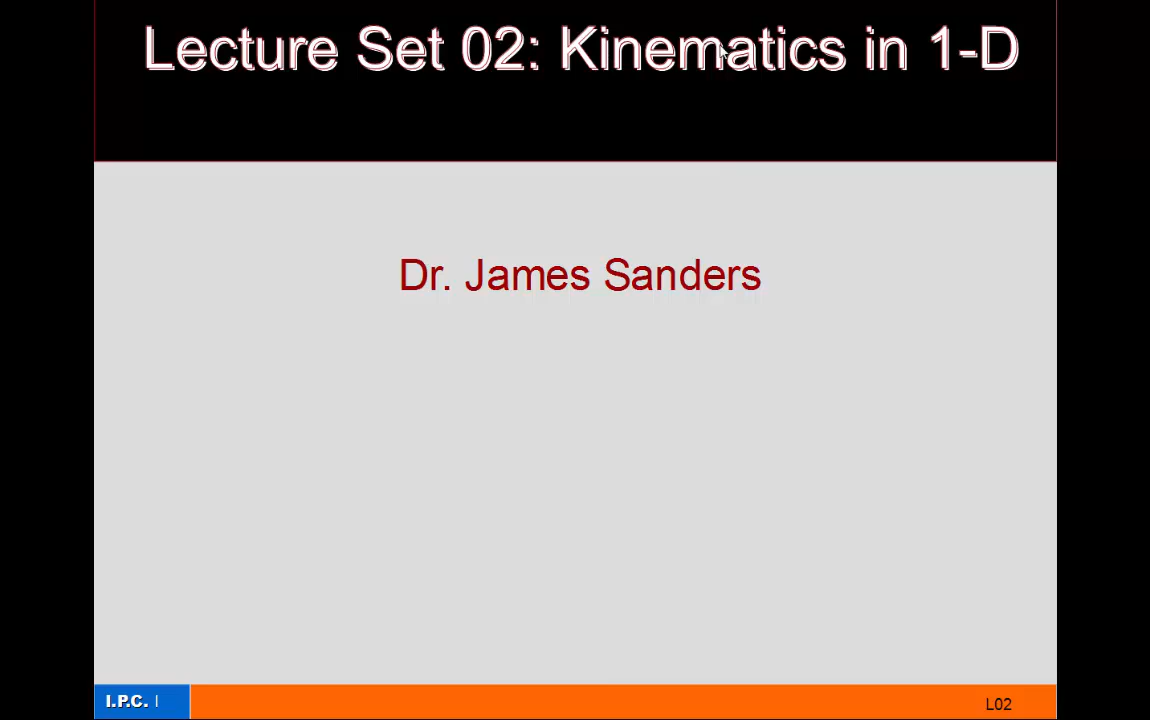 Lecture Set 02: Kinematics in 1-D
Dr. James Sanders
I.P.C. I
L02